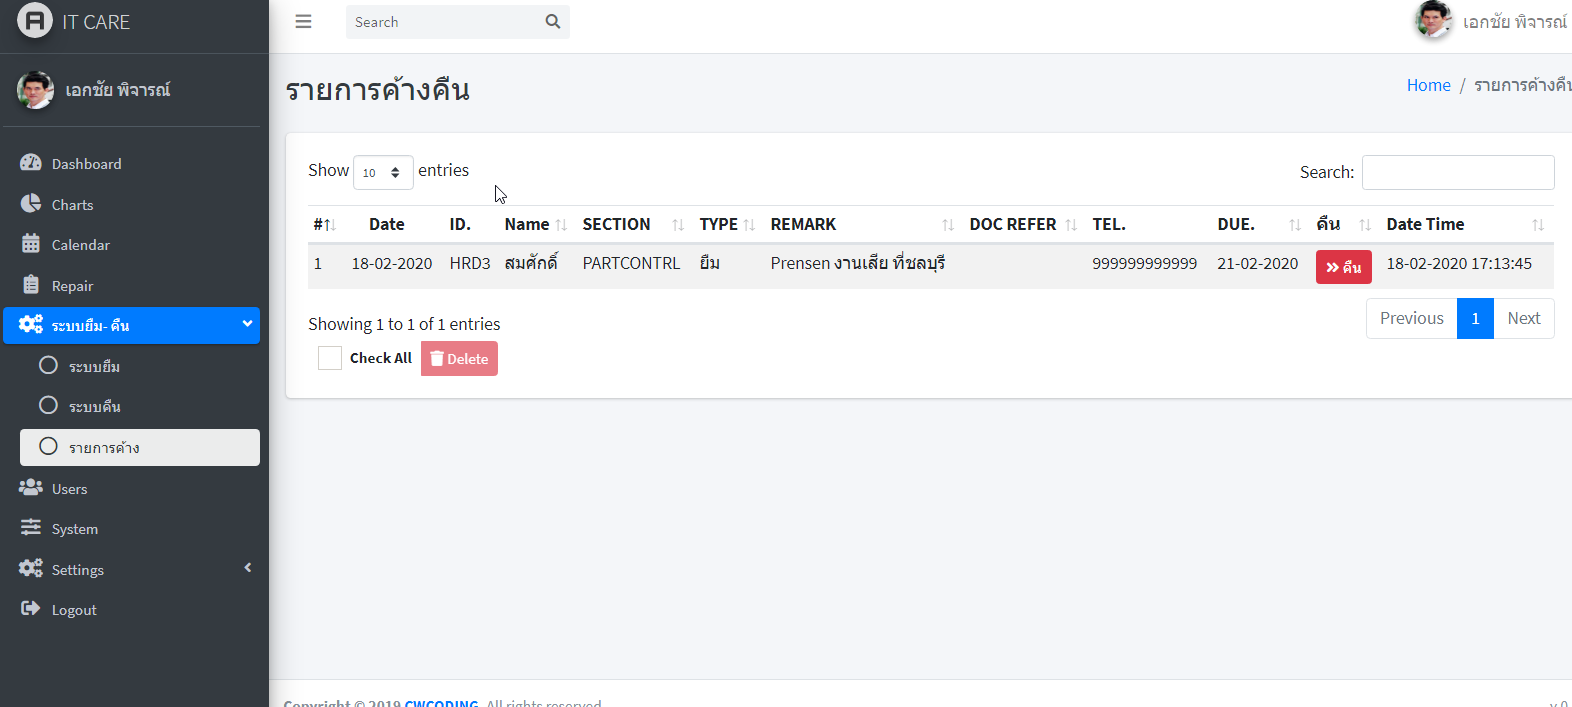 IT CARE
Search
เอกชัย พิจารณ์
เอกชัย พิจารณ์
รายการค้างคืน
Home / รายการค้างคืน
Dashboard
Charts
Calendar
Repair
ระบบยืม- คืน
ระบบยืม
ระบบคืน
รายการค้าง
Users
System
Settings
Logout
Show 10 entries
Search:
# Date ID. Name SECTION TYPE REMARK DOC REFER TEL. DUE. คืน Date Time
1 18-02-2020 HRD3 สมศักดิ์ PARTCONTRL ยืม Prensen งานเสีย ที่ชลบุรี 999999999999 21-02-2020 คืน 18-02-2020 17:13:45
Showing 1 to 1 of 1 entries
Previous 1 Next
Check All Delete
Copyright © 2019 CWCODING. All rights reserved